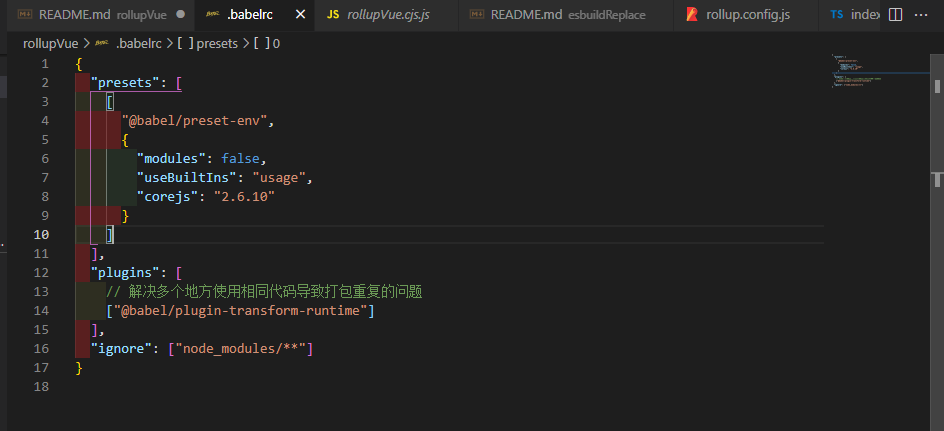 README.md rollupVue .babelrc JS rollupVue.cjs.js README.md esbuildReplace rollup.config.js TS index
rollupVue > .babelrc > [ ] presets > [ ] 0
1 {
2 "presets": [
3 [
4 "@babel/preset-env",
5 {
6 "modules": false,
7 "useBuiltIns": "usage",
8 "corejs": "2.6.10"
9 }
10 ]
11 ],
12 "plugins": [
13 // 解决多个地方使用相同代码导致打包重复的问题
14 ["@babel/plugin-transform-runtime"]
15 ],
16 "ignore": ["node_modules/**"]
17 }
18